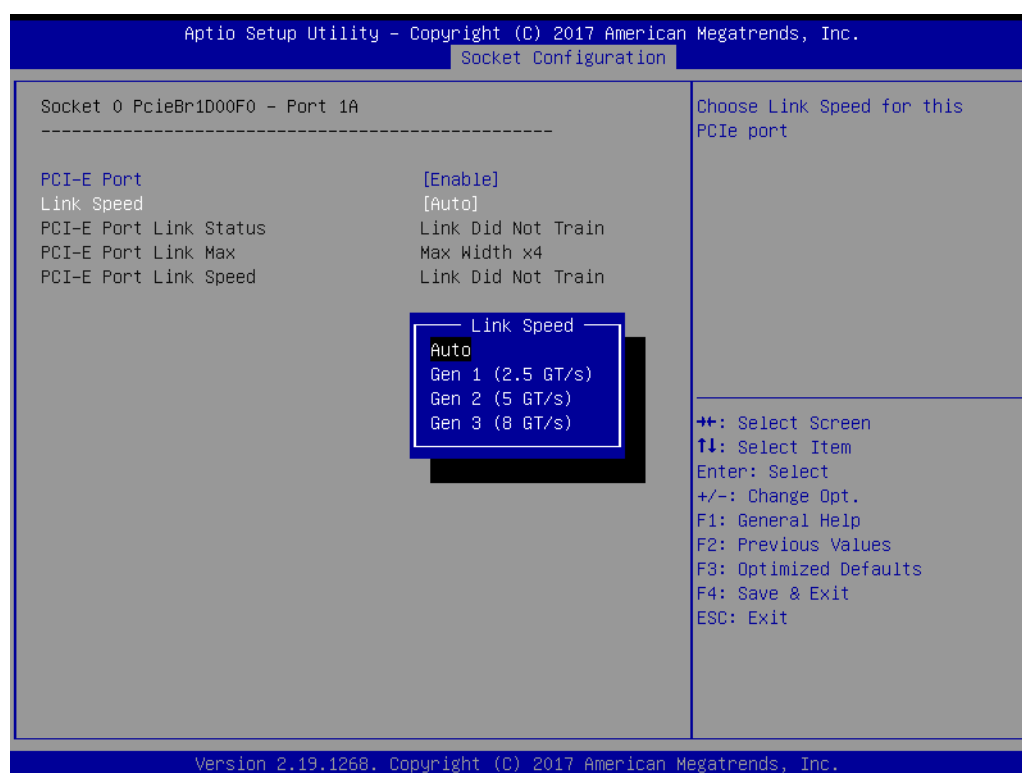 Aptio Setup Utility – Copyright (C) 2017 American Megatrends, Inc.
Socket Configuration
Socket 0 PcieBr1D00F0 – Port 1A
--------------------------------------------------
PCI-E Port [Enable]
Link Speed [Auto]
PCI-E Port Link Status Link Did Not Train
PCI-E Port Link Max Max Width x4
PCI-E Port Link Speed Link Did Not Train
Link Speed
Auto
Gen 1 (2.5 GT/s)
Gen 2 (5 GT/s)
Gen 3 (8 GT/s)
Choose Link Speed for this
PCIe port
→←: Select Screen
↑↓: Select Item
Enter: Select
+/-: Change Opt.
F1: General Help
F2: Previous Values
F3: Optimized Defaults
F4: Save & Exit
ESC: Exit
Version 2.19.1268. Copyright (C) 2017 American Megatrends, Inc.